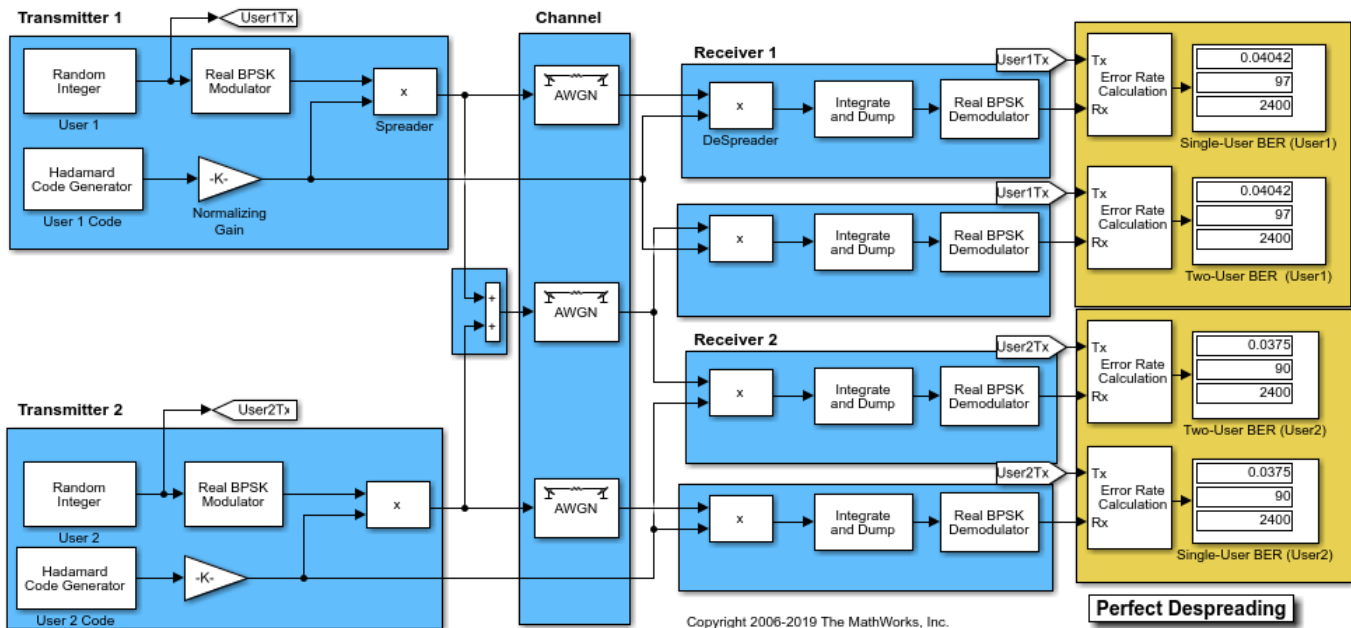 Transmitter 1
User1Tx
Random
Integer
User 1
Real BPSK
Modulator
x
Spreader
Hadamard
Code Generator
User 1 Code
-K-
Normalizing
Gain
Channel
AWGN
AWGN
AWGN
+
+
Receiver 1
User1Tx
x
DeSpreader
Integrate
and Dump
Real BPSK
Demodulator
Tx
Error Rate
Calculation
Rx
0.04042
97
2400
Single-User BER (User1)
User1Tx
x
Integrate
and Dump
Real BPSK
Demodulator
Tx
Error Rate
Calculation
Rx
0.04042
97
2400
Two-User BER (User1)
Receiver 2
User2Tx
x
Integrate
and Dump
Real BPSK
Demodulator
Tx
Error Rate
Calculation
Rx
0.0375
90
2400
Two-User BER (User2)
Transmitter 2
User2Tx
Random
Integer
User 2
Real BPSK
Modulator
x
Hadamard
Code Generator
User 2 Code
-K-
User2Tx
x
Integrate
and Dump
Real BPSK
Demodulator
Tx
Error Rate
Calculation
Rx
0.0375
90
2400
Single-User BER (User2)
Perfect Despreading
Copyright 2006-2019 The MathWorks, Inc.